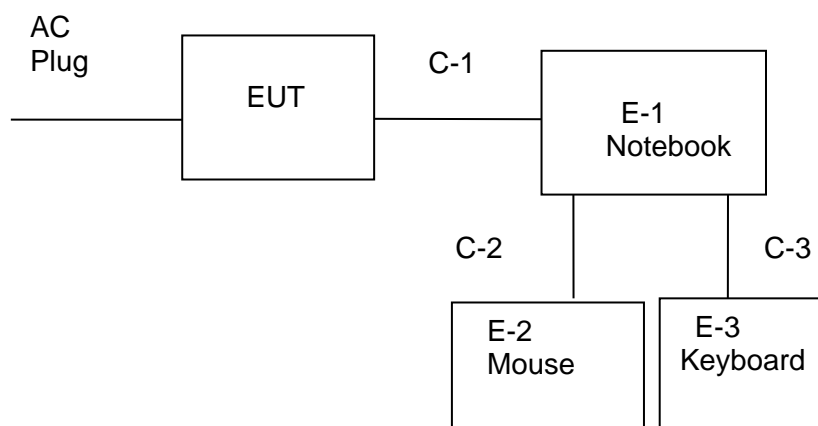 AC
Plug
EUT
C-1
E-1
Notebook
C-2
C-3
E-2
Mouse
E-3
Keyboard